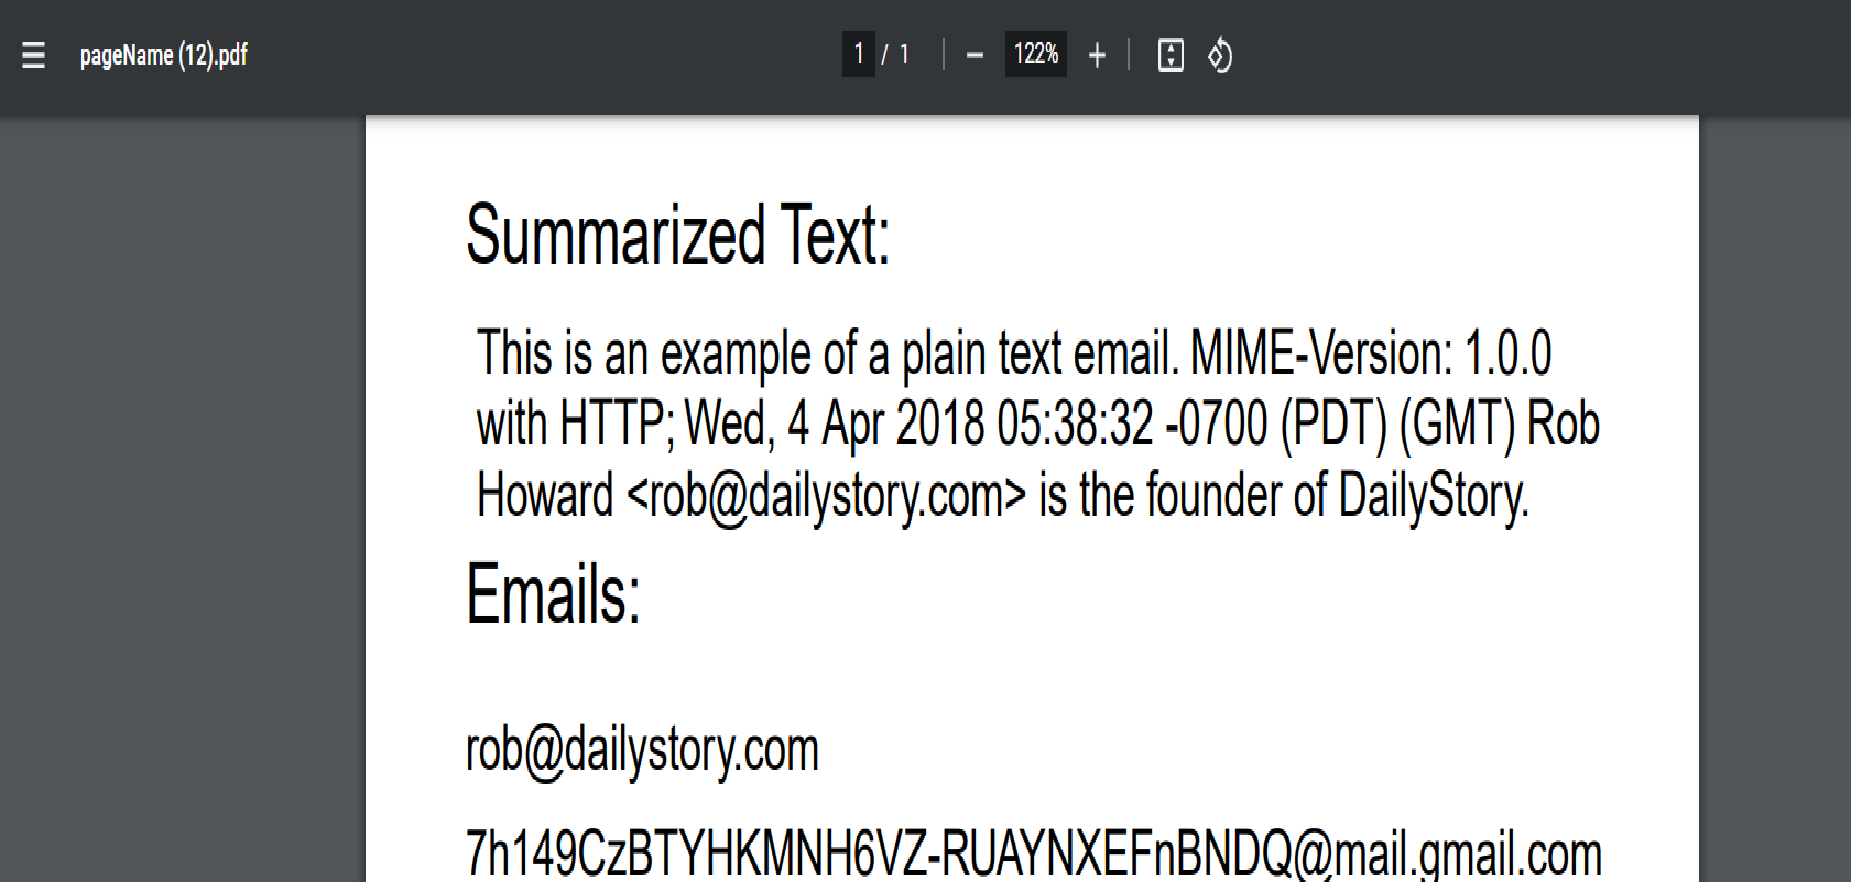 pageName (12).pdf
1 / 1
122%
Summarized Text:
This is an example of a plain text email. MIME-Version: 1.0.0
with HTTP; Wed, 4 Apr 2018 05:38:32 -0700 (PDT) (GMT) Rob
Howard <rob@dailystory.com> is the founder of DailyStory.
Emails:
rob@dailystory.com
7h149CzBTYHKMNH6VZ-RUAYNXEFnBNDQ@mail.gmail.com